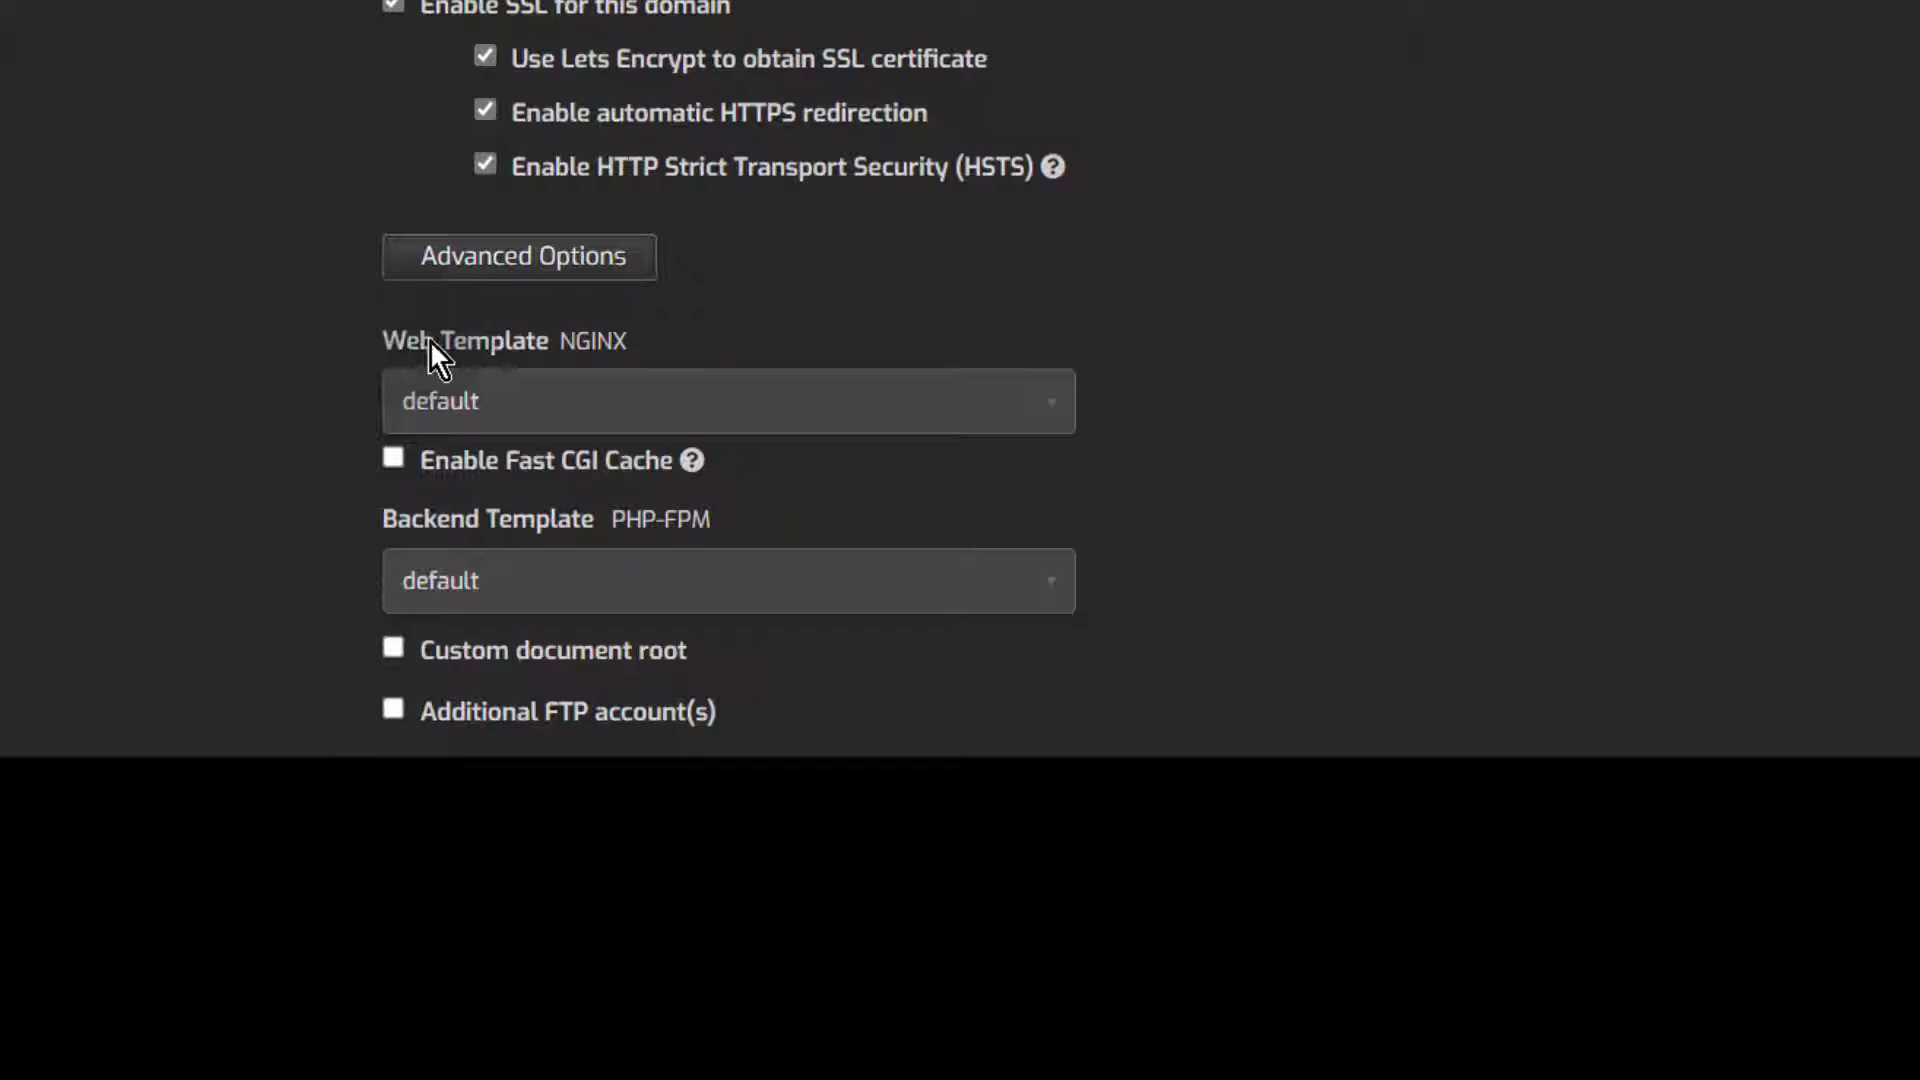 Enable SSL for this domain
Use Lets Encrypt to obtain SSL certificate
Enable automatic HTTPS redirection
Enable HTTP Strict Transport Security (HSTS) ?
Advanced Options
Web Template NGINX
default
Enable Fast CGI Cache ?
Backend Template PHP-FPM
default
Custom document root
Additional FTP account(s)